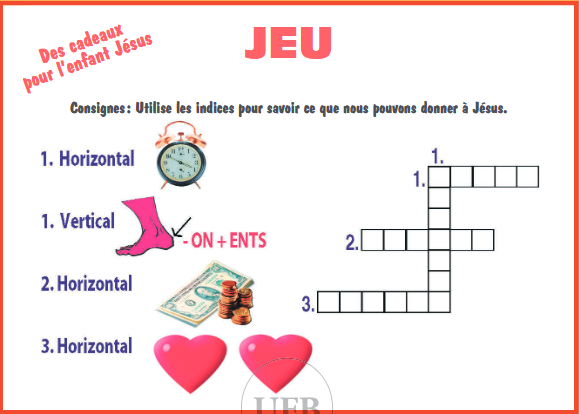 Des cadeaux
pour l'enfant Jésus
JEU
Consignes: Utilise les indices pour savoir ce que nous pouvons donner à Jésus.
1. Horizontal
1. Vertical
- ON + ENTS
2. Horizontal
3. Horizontal
1.
1.
2.
3.
UFB